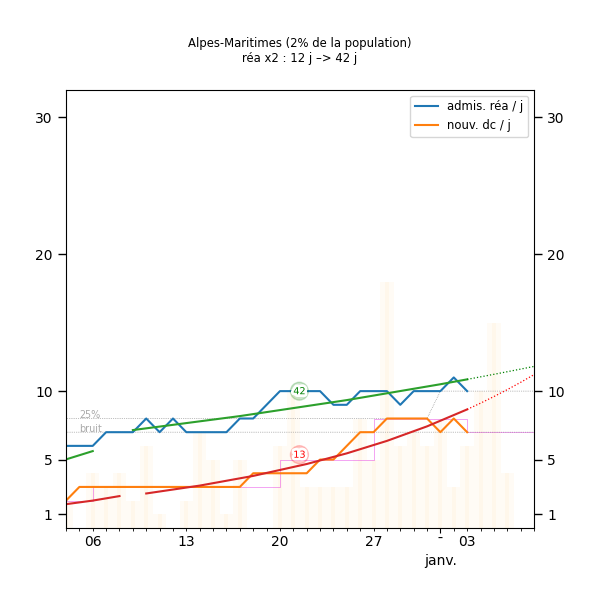 Alpes-Maritimes (2% de la population)
réa x2 : 12 j –> 42 j
admis. réa / j
nouv. dc / j
30 30
20 20
10 10
5 5
1 1
25%
bruit
42
13
06 13 20 27 - 03
janv.